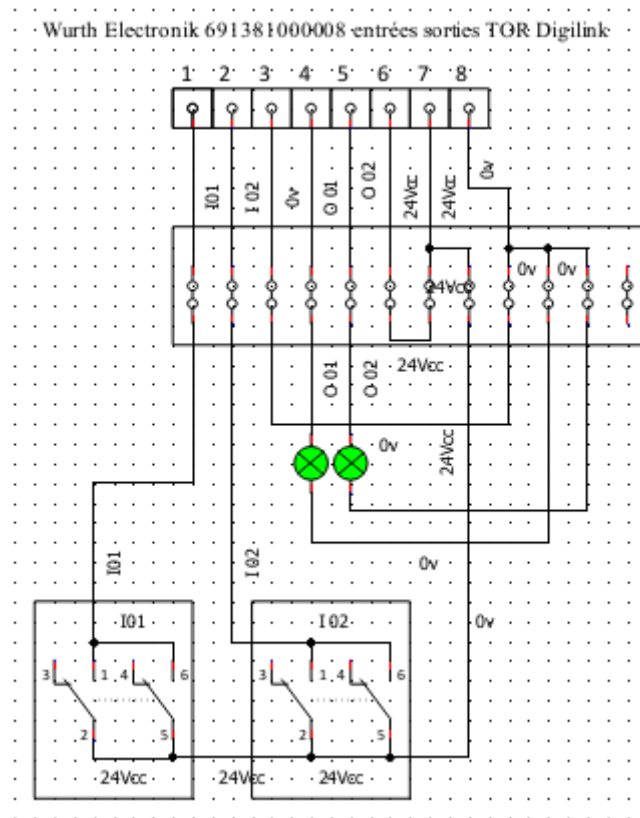 Wurth Electronik 691381000008 entrées sorties TOR Digilink
1 2 3 4 5 6 7 8
I01
I 02
0v
O 01
O 02
24Vcc
24Vcc
0v
24Vcc
0v
0v
24Vcc
O 01
O 02
0v
24Vcc
I01
I 02
0v
0v
I01
I 02
3 1 4 6
3 1 4 6
2 5
2 5
24Vcc
24Vcc
24Vcc